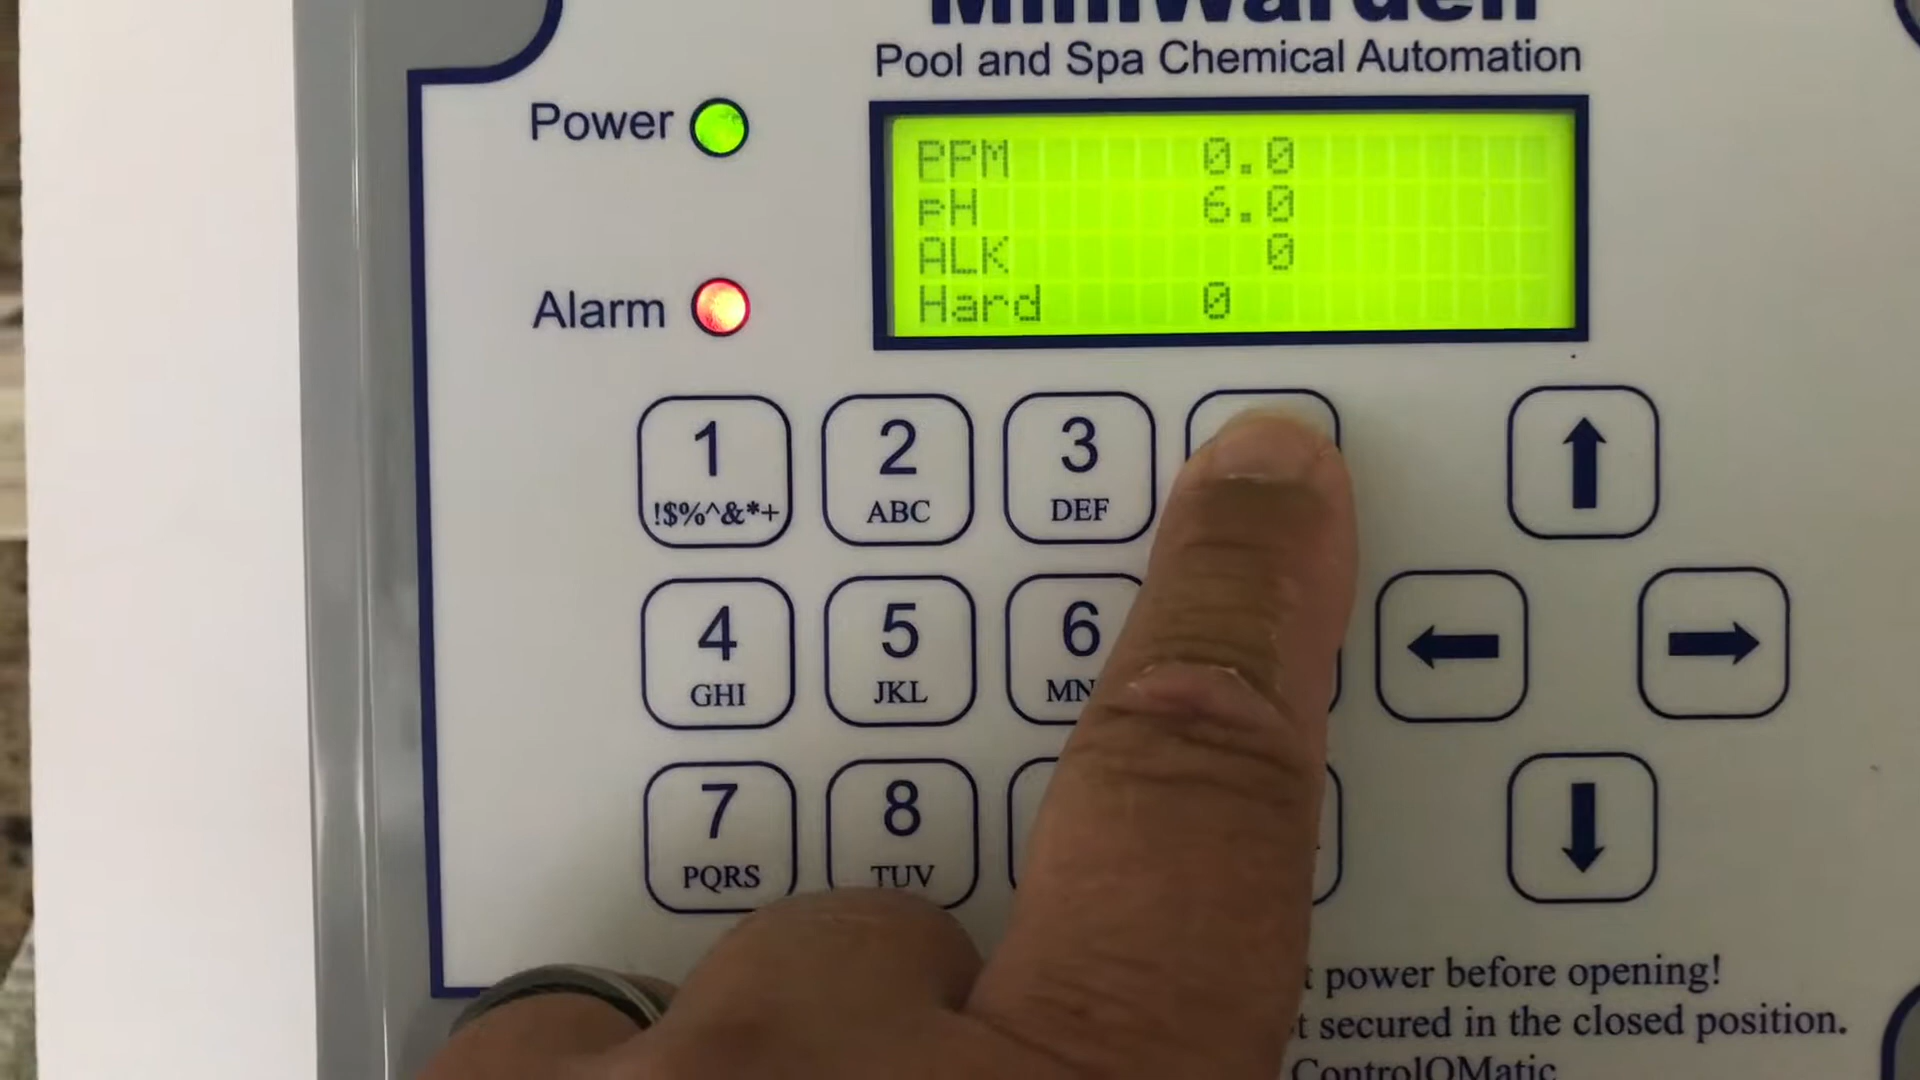 MiniWarden
Pool and Spa Chemical Automation
Power
Alarm
PPM 0.0
pH 6.0
ALK 0
Hard 0
1 2 3
!$%^&*+ ABC DEF
4 5 6
GHI JKL MN
7 8
PQRS TUV
power before opening!
secured in the closed position.
ControlOMatic